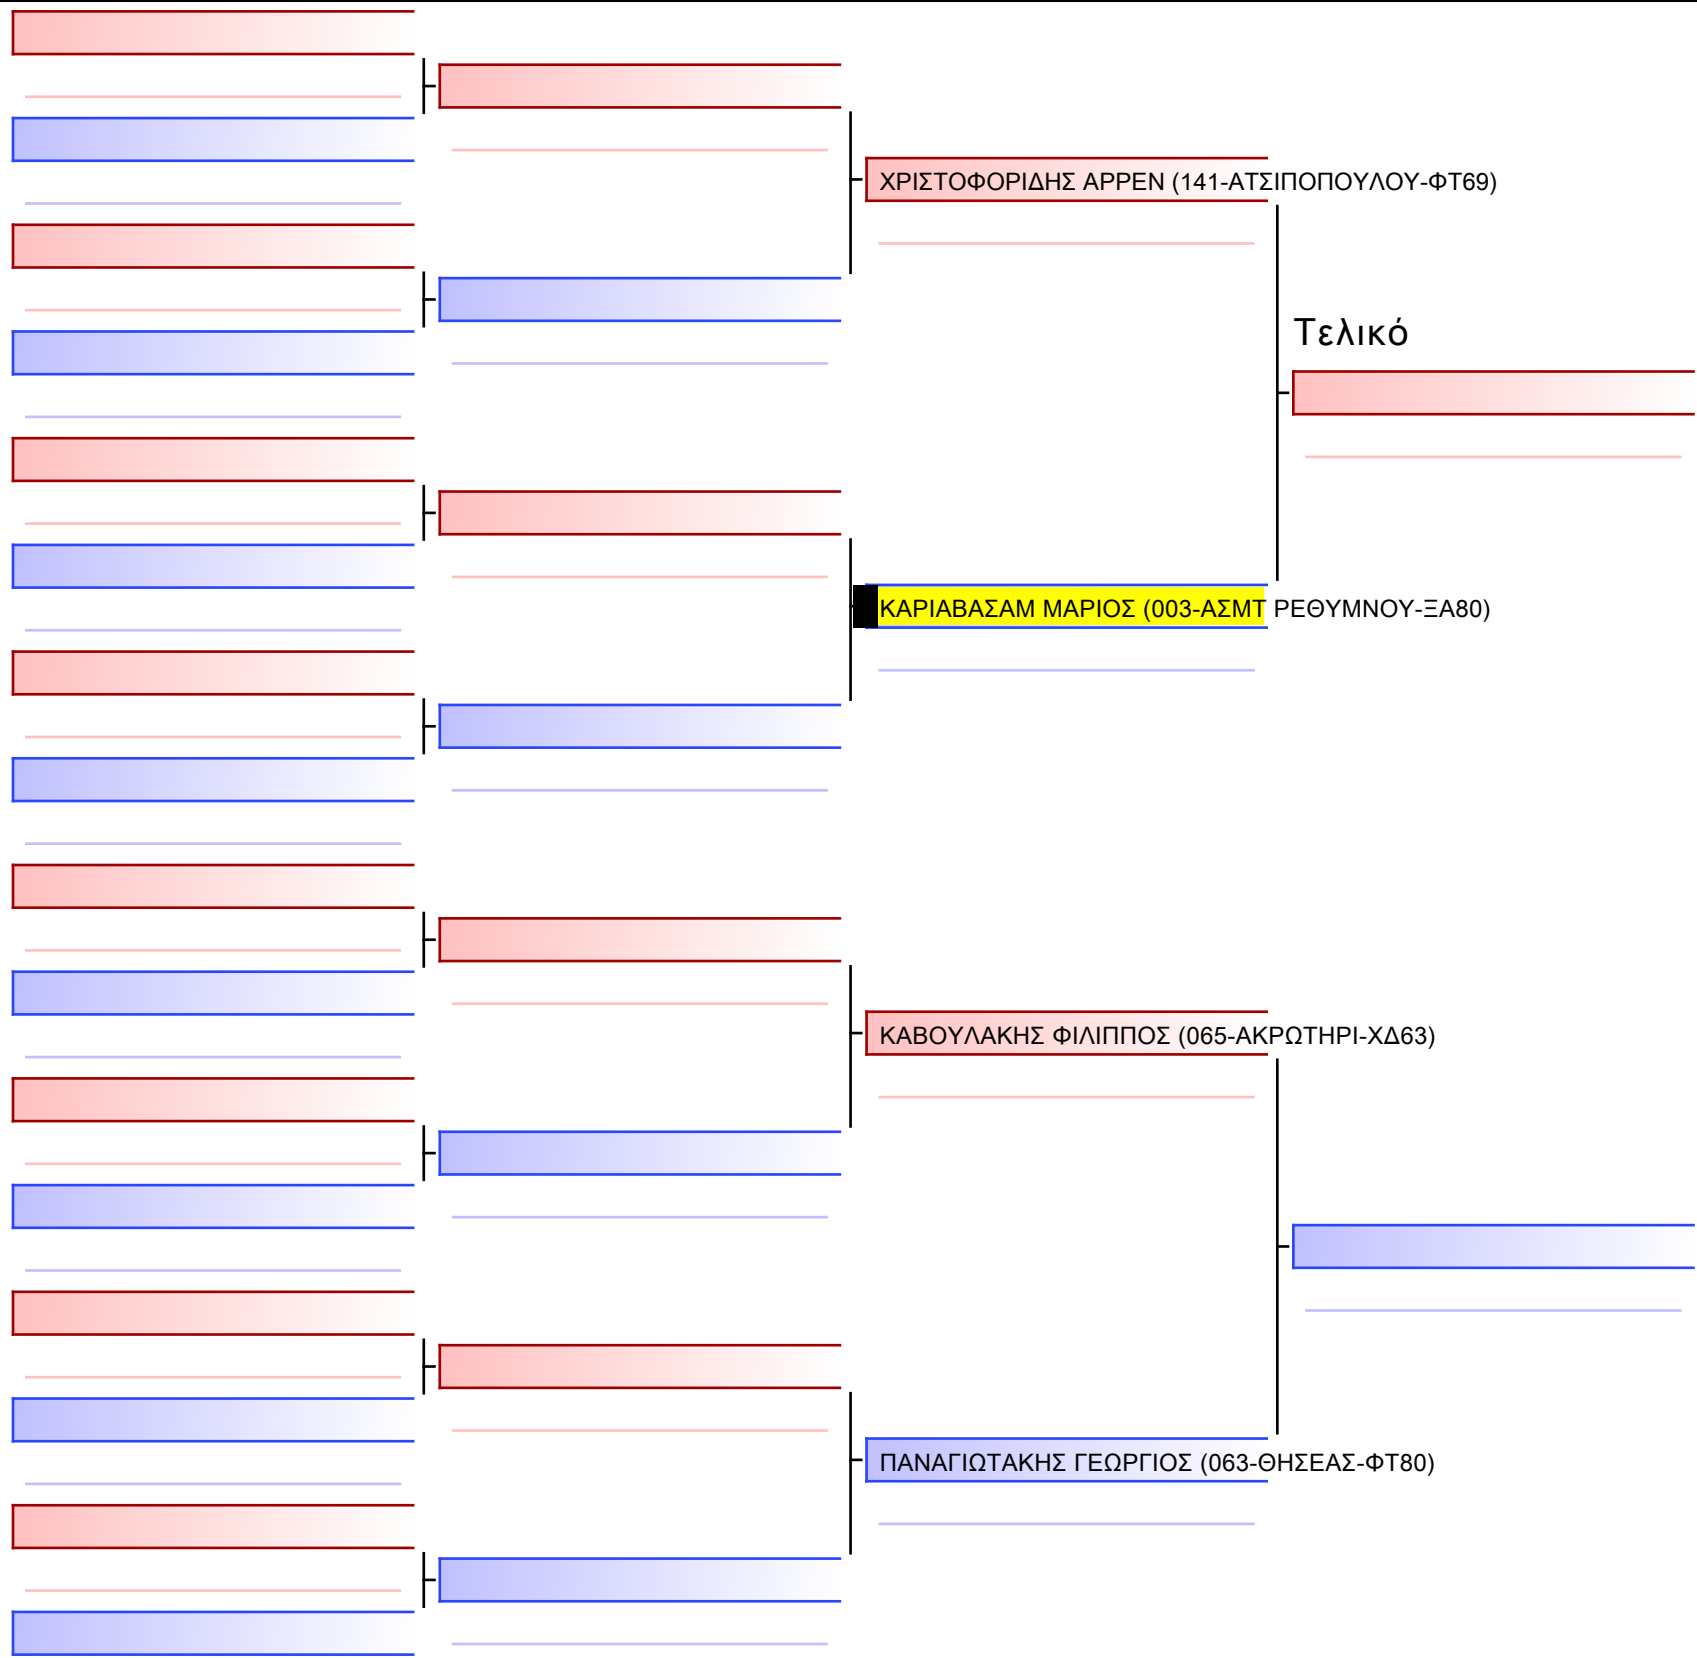 ΧΡΙΣΤΟΦΟΡΙΔΗΣ ΑΡΡΕΝ (141-ΑΤΣΙΠΟΠΟΥΛΟΥ-ΦΤ69)
Τελικό
ΚΑΡΙΑΒΑΣΑΜ ΜΑΡΙΟΣ (003-ΑΣΜΤ ΡΕΘΥΜΝΟΥ-ΞΑ80)
ΚΑΒΟΥΛΑΚΗΣ ΦΙΛΙΠΠΟΣ (065-ΑΚΡΩΤΗΡΙ-ΧΔ63)
ΠΑΝΑΓΙΩΤΑΚΗΣ ΓΕΩΡΓΙΟΣ (063-ΘΗΣΕΑΣ-ΦΤ80)